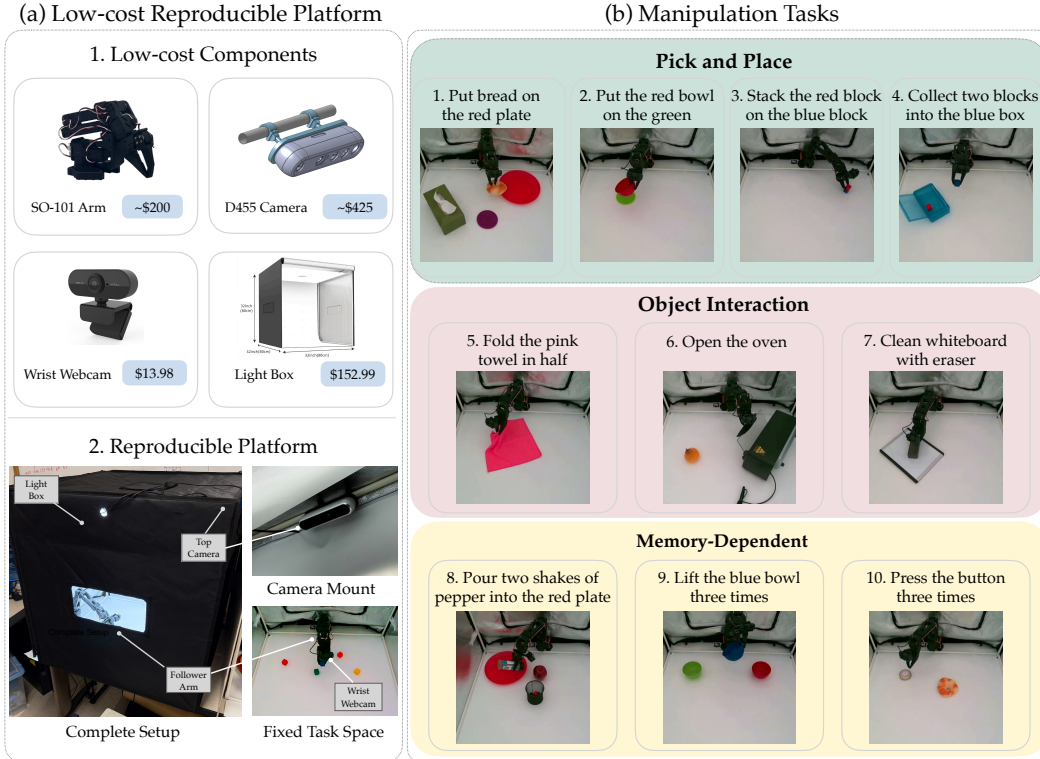 (a) Low-cost Reproducible Platform
1. Low-cost Components
SO-101 Arm
~$200
D455 Camera
~$425
Wrist Webcam
$13.98
Light Box
$152.99
2. Reproducible Platform
Light
Box
Top
Camera
Complete Setup
Follower
Arm
Complete Setup
Camera Mount
Wrist
Webcam
Fixed Task Space
(b) Manipulation Tasks
Pick and Place
1. Put bread on
the red plate
2. Put the red bowl
on the green
3. Stack the red block
on the blue block
4. Collect two blocks
into the blue box
Object Interaction
5. Fold the pink
towel in half
6. Open the oven
7. Clean whiteboard
with eraser
Memory-Dependent
8. Pour two shakes of
pepper into the red plate
9. Lift the blue bowl
three times
10. Press the button
three times